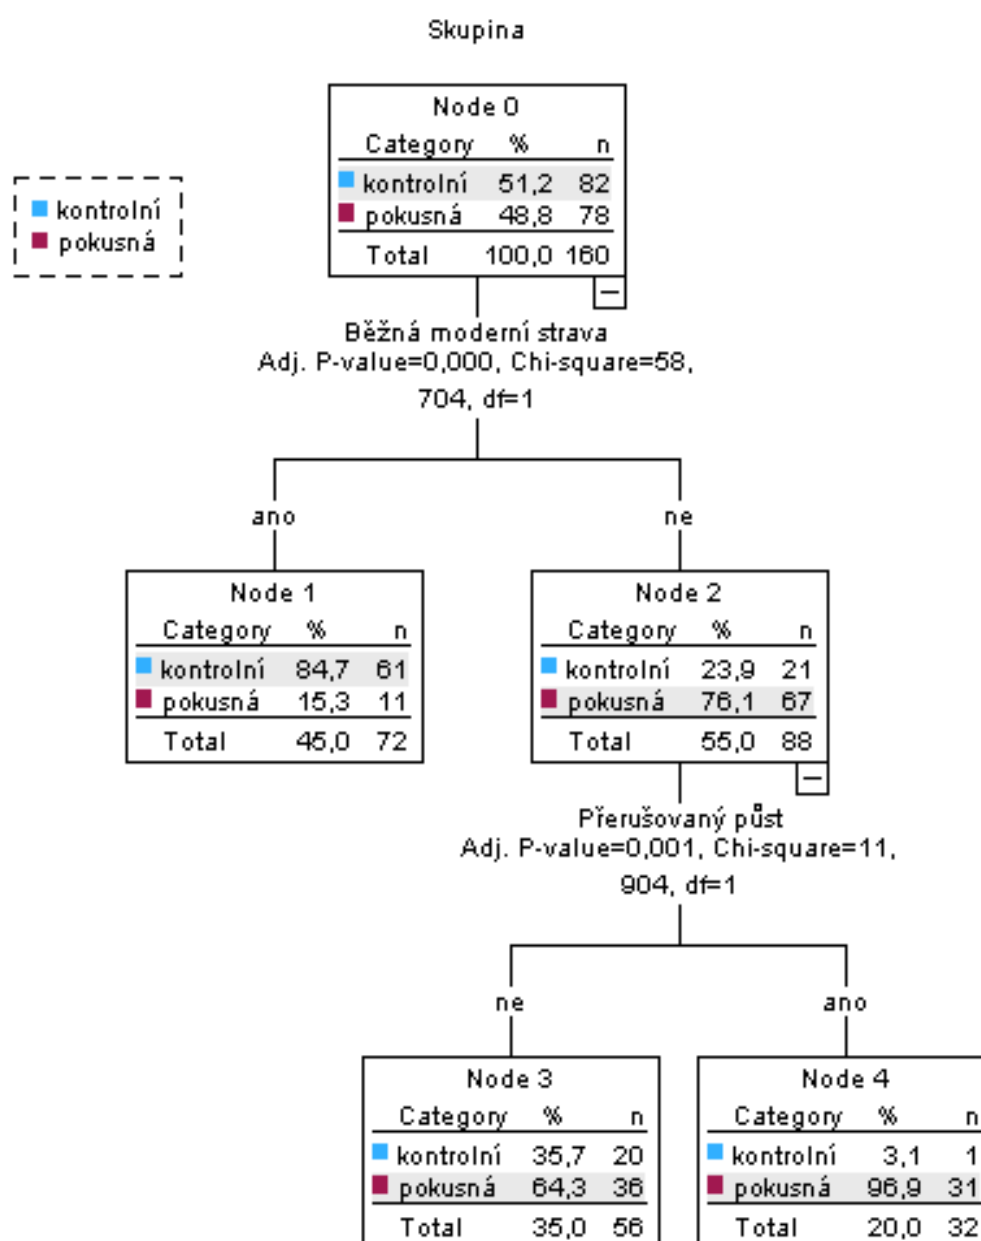 Skupina
Node 0
Category % n
kontrolní 51,2 82
pokusná 48,8 78
Total 100,0 160
kontrolní
pokusná
Běžná moderní strava
Adj. P-value=0,000, Chi-square=58,
704, df=1
ano
ne
Node 1
Category % n
kontrolní 84,7 61
pokusná 15,3 11
Total 45,0 72
Node 2
Category % n
kontrolní 23,9 21
pokusná 76,1 67
Total 55,0 88
Přerušovaný půst
Adj. P-value=0,001, Chi-square=11,
904, df=1
ne
ano
Node 3
Category % n
kontrolní 35,7 20
pokusná 64,3 36
Total 35,0 56
Node 4
Category % n
kontrolní 3,1 1
pokusná 96,9 31
Total 20,0 32